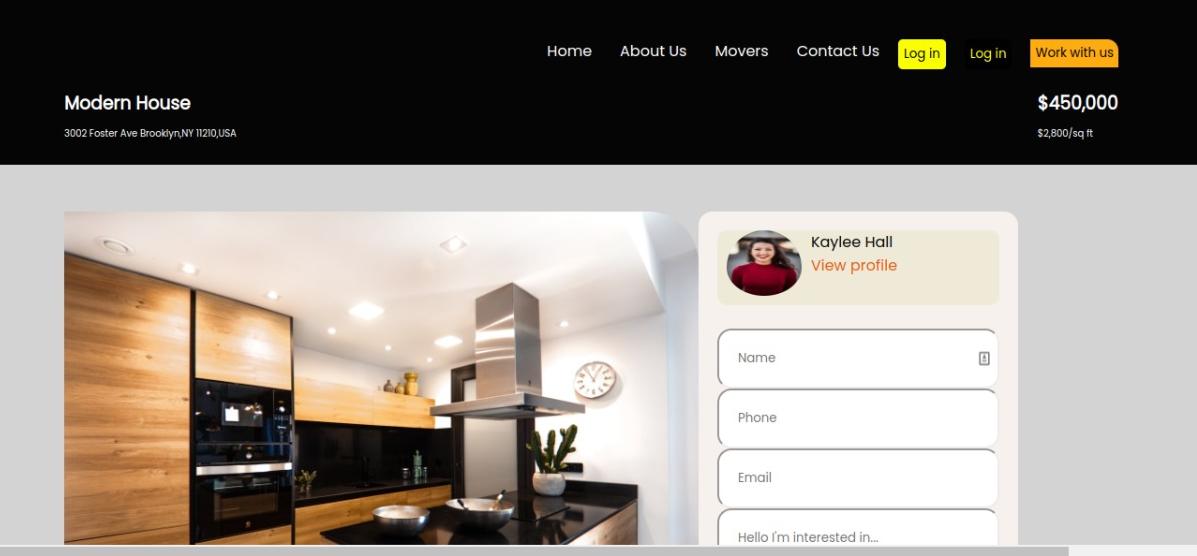 Home About Us Movers Contact Us Log in Log in Work with us
Modern House $450,000
3002 Foster Ave Brooklyn,NY 11210,USA $2,800/sq ft
Kaylee Hall
View profile
Name
Phone
Email
Hello I'm interested in...